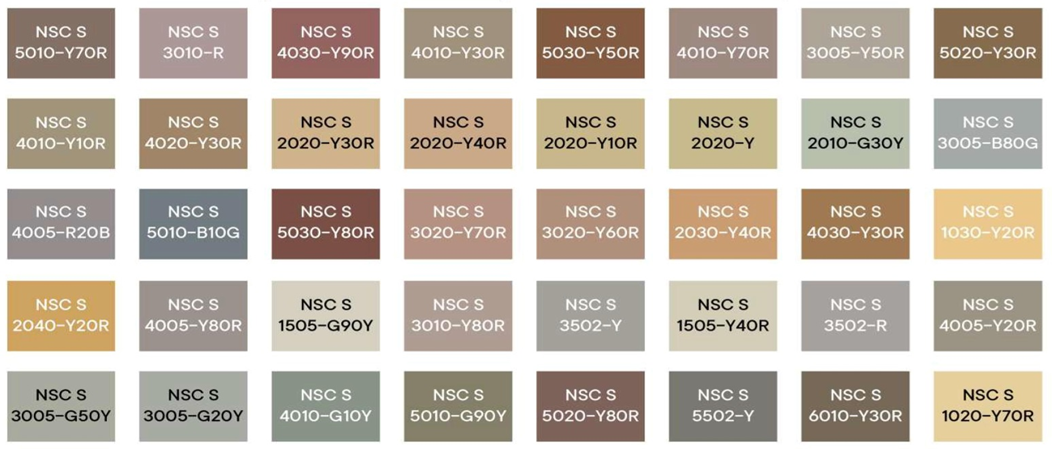 NSC S
5010-Y70R
NSC S
3010-R
NSC S
4030-Y90R
NSC S
4010-Y30R
NSC S
5030-Y50R
NSC S
4010-Y70R
NSC S
3005-Y50R
NSC S
5020-Y30R
NSC S
4010-Y10R
NSC S
4020-Y30R
NSC S
2020-Y30R
NSC S
2020-Y40R
NSC S
2020-Y10R
NSC S
2020-Y
NSC S
2010-G30Y
NSC S
3005-B80G
NSC S
4005-R20B
NSC S
5010-B10G
NSC S
5030-Y80R
NSC S
3020-Y70R
NSC S
3020-Y60R
NSC S
2030-Y40R
NSC S
4030-Y30R
NSC S
1030-Y20R
NSC S
2040-Y20R
NSC S
4005-Y80R
NSC S
1505-G90Y
NSC S
3010-Y80R
NSC S
3502-Y
NSC S
1505-Y40R
NSC S
3502-R
NSC S
4005-Y20R
NSC S
3005-G50Y
NSC S
3005-G20Y
NSC S
4010-G10Y
NSC S
5010-G90Y
NSC S
5020-Y80R
NSC S
5502-Y
NSC S
6010-Y30R
NSC S
1020-Y70R